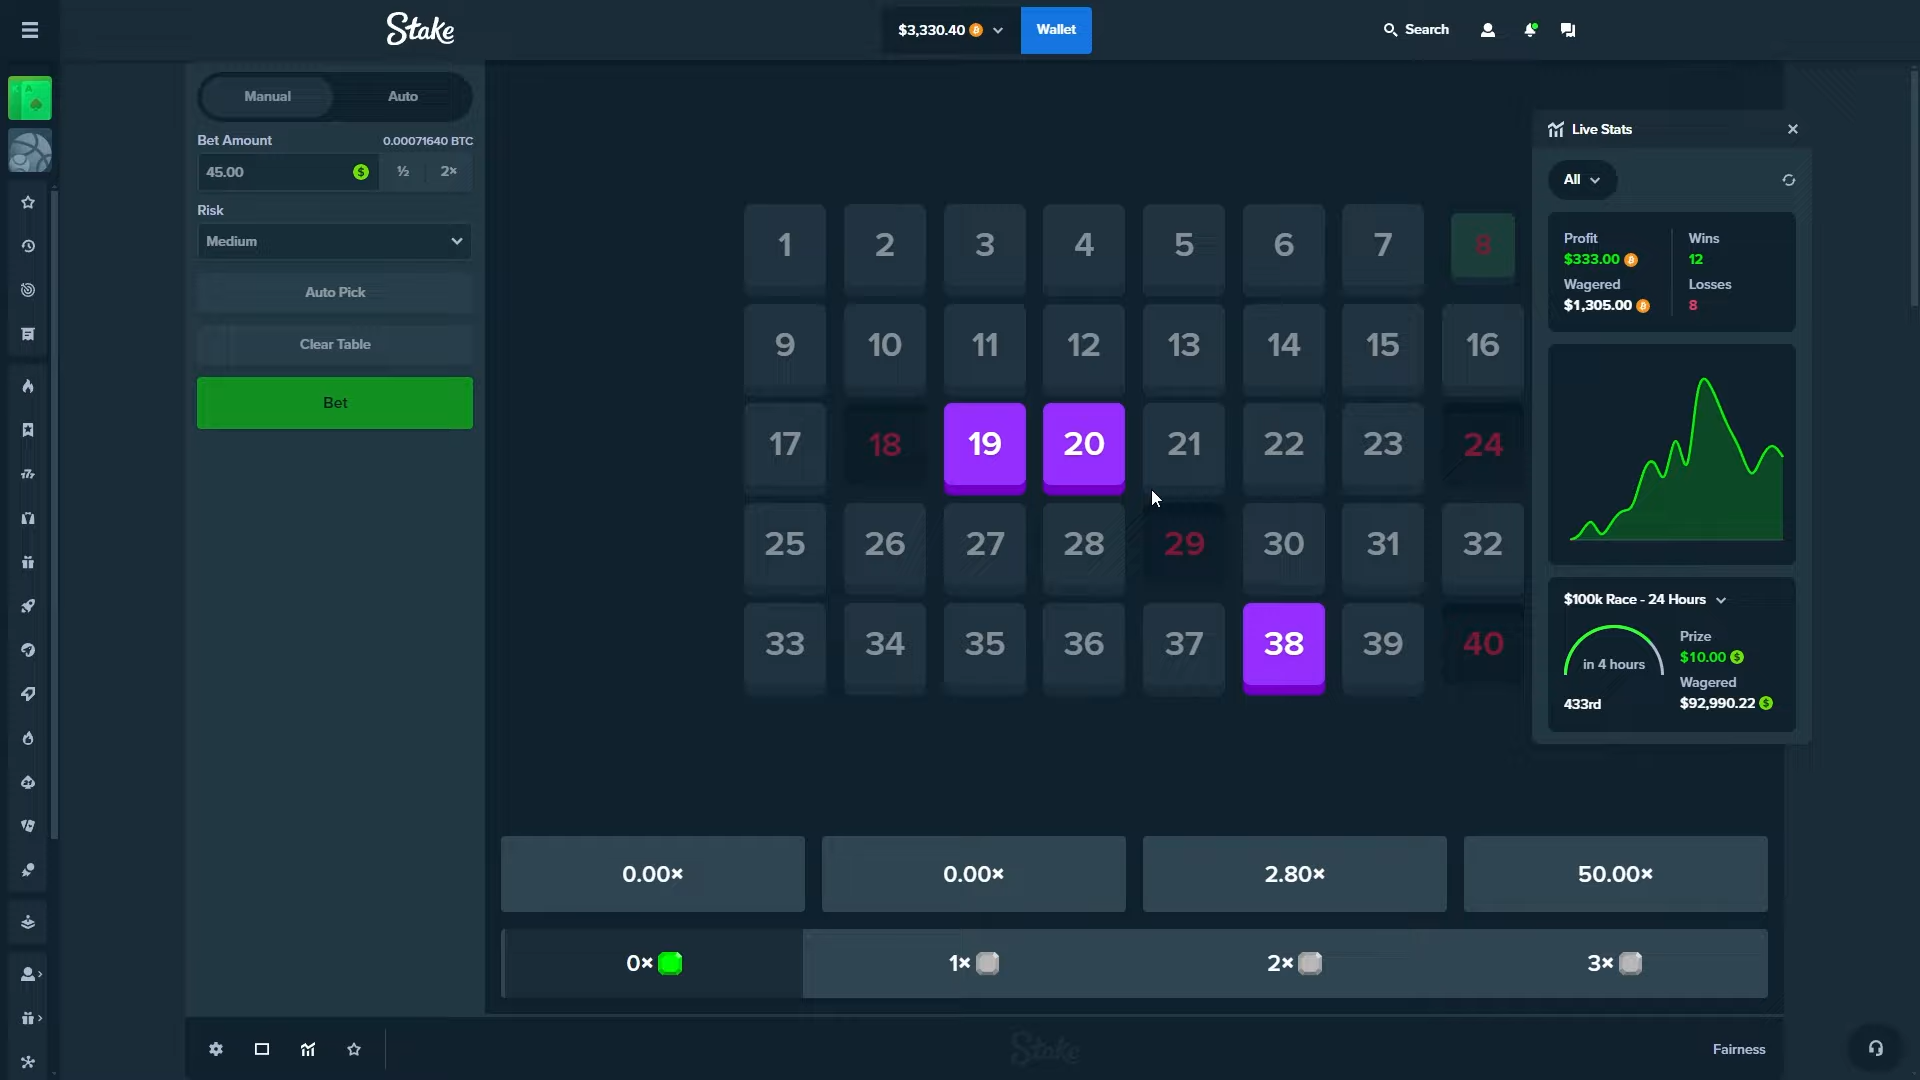 Stake
$3,330.40
Wallet
Search
Manual
Auto
Bet Amount
0.00071640 BTC
45.00
½
2×
Risk
Medium
Auto Pick
Clear Table
Bet
1
2
3
4
5
6
7
8
9
10
11
12
13
14
15
16
17
18
19
20
21
22
23
24
25
26
27
28
29
30
31
32
33
34
35
36
37
38
39
40
Live Stats
All
Profit
$333.00
Wins
12
Wagered
$1,305.00
Losses
8
$100k Race - 24 Hours
in 4 hours
433rd
Prize
$10.00
Wagered
$92,990.22
0.00×
0.00×
2.80×
50.00×
0×
1×
2×
3×
Stake
Fairness